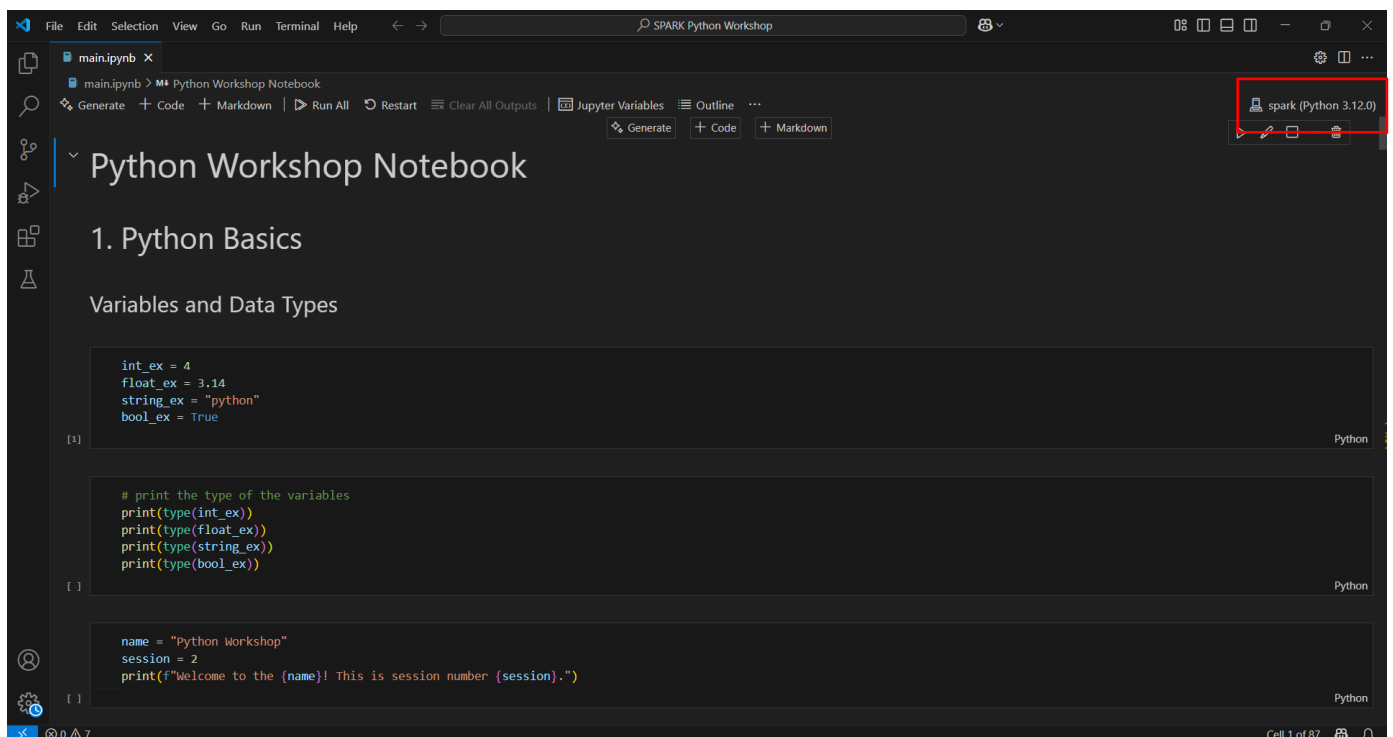 File Edit Selection View Go Run Terminal Help SPARK Python Workshop
main.ipynb
main.ipynb > M↓ Python Workshop Notebook
Generate + Code + Markdown Run All Restart Clear All Outputs Jupyter Variables Outline ... spark (Python 3.12.0)
Generate + Code + Markdown
Python Workshop Notebook
1. Python Basics
Variables and Data Types
int_ex = 4
float_ex = 3.14
string_ex = "python"
bool_ex = True
[1] Python
# print the type of the variables
print(type(int_ex))
print(type(float_ex))
print(type(string_ex))
print(type(bool_ex))
[ ] Python
name = "Python Workshop"
session = 2
print(f"Welcome to the {name}! This is session number {session}.")
[ ] Python
0 7 Cell 1 of 87